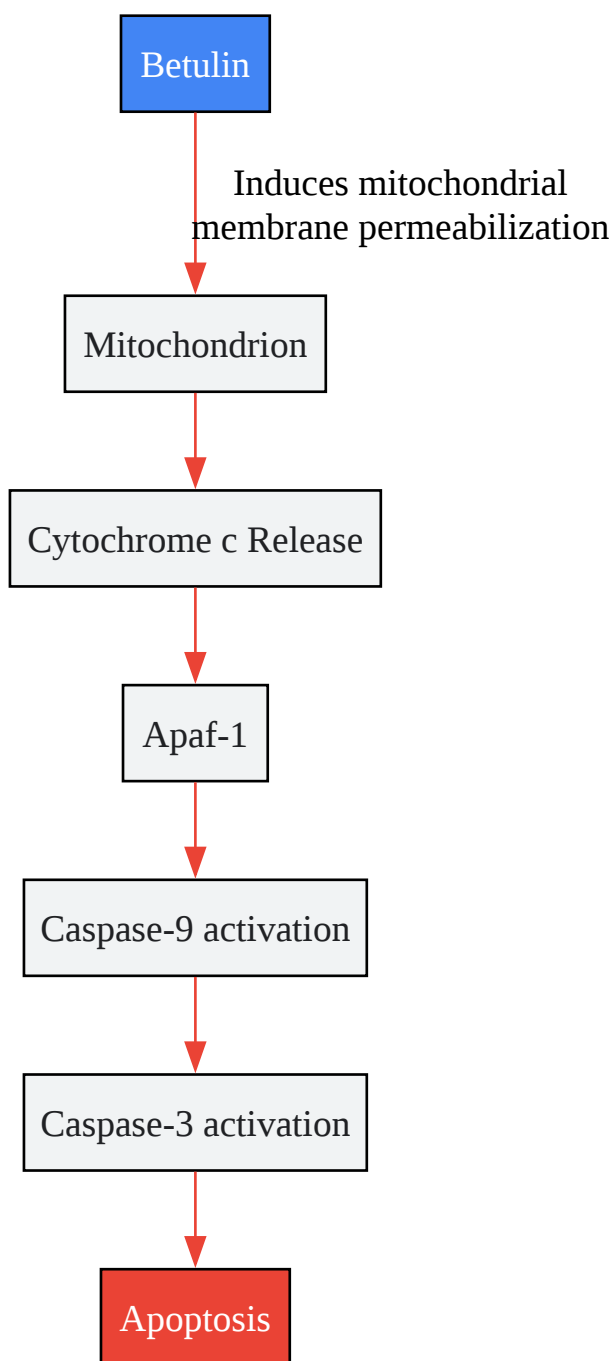 Betulin
Induces mitochondrial
membrane permeabilization
Mitochondrion
Cytochrome c Release
Apaf-1
Caspase-9 activation
Caspase-3 activation
Apoptosis